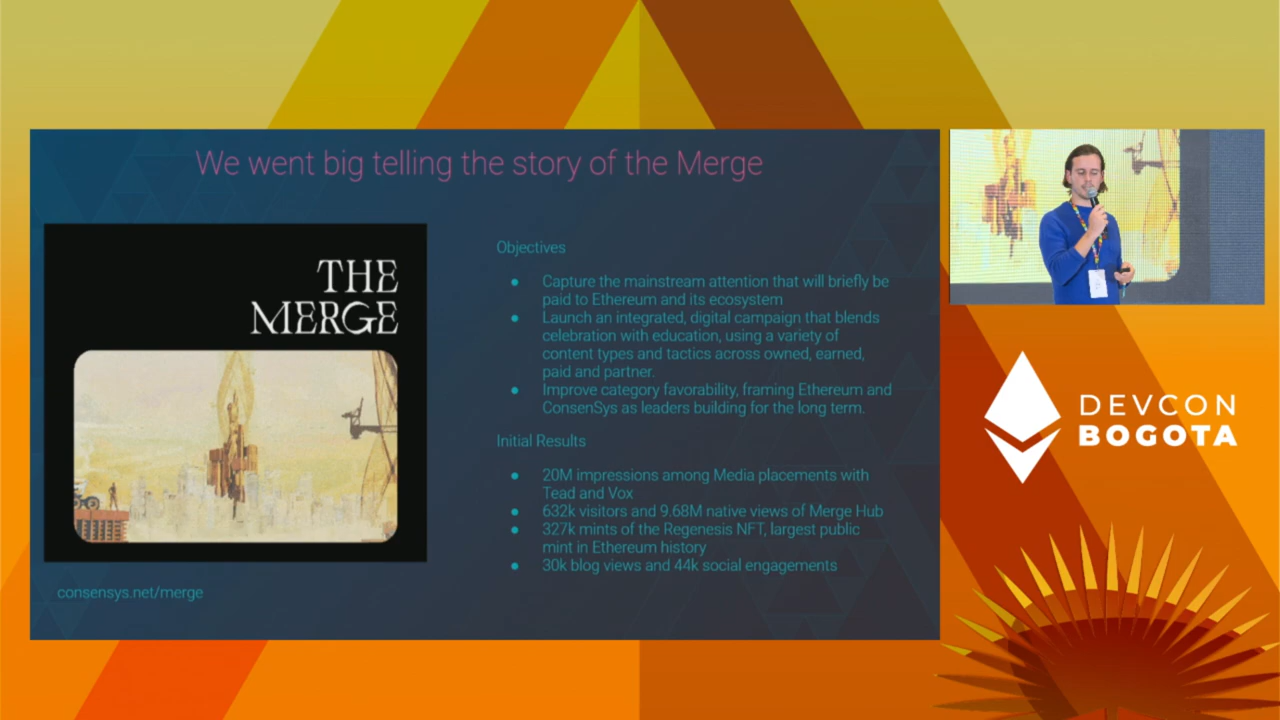 We went big telling the story of the Merge
THE
MERGE
consensys.net/merge
Objectives
● Capture the mainstream attention that will briefly be
paid to Ethereum and its ecosystem
● Launch an integrated, digital campaign that blends
celebration with education, using a variety of
content types and tactics across owned, earned,
paid and partner.
● Improve category favorability, framing Ethereum and
ConsenSys as leaders building for the long term.
Initial Results
● 20M impressions among Media placements with
Tead and Vox
● 632k visitors and 9.68M native views of Merge Hub
● 327k mints of the Regenesis NFT, largest public
mint in Ethereum history
● 30k blog views and 44k social engagements
DEVCON
BOGOTA